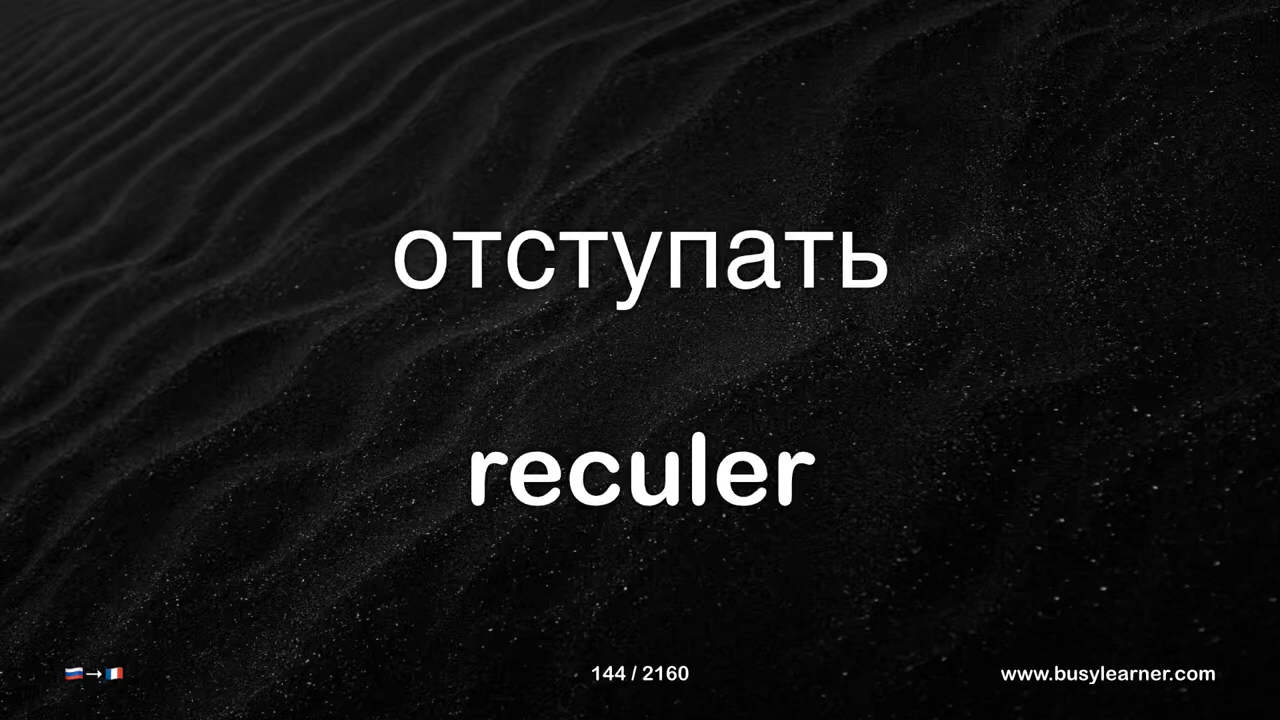 отступать
reculer
🇷🇺→🇫🇷
144 / 2160
www.busylearner.com